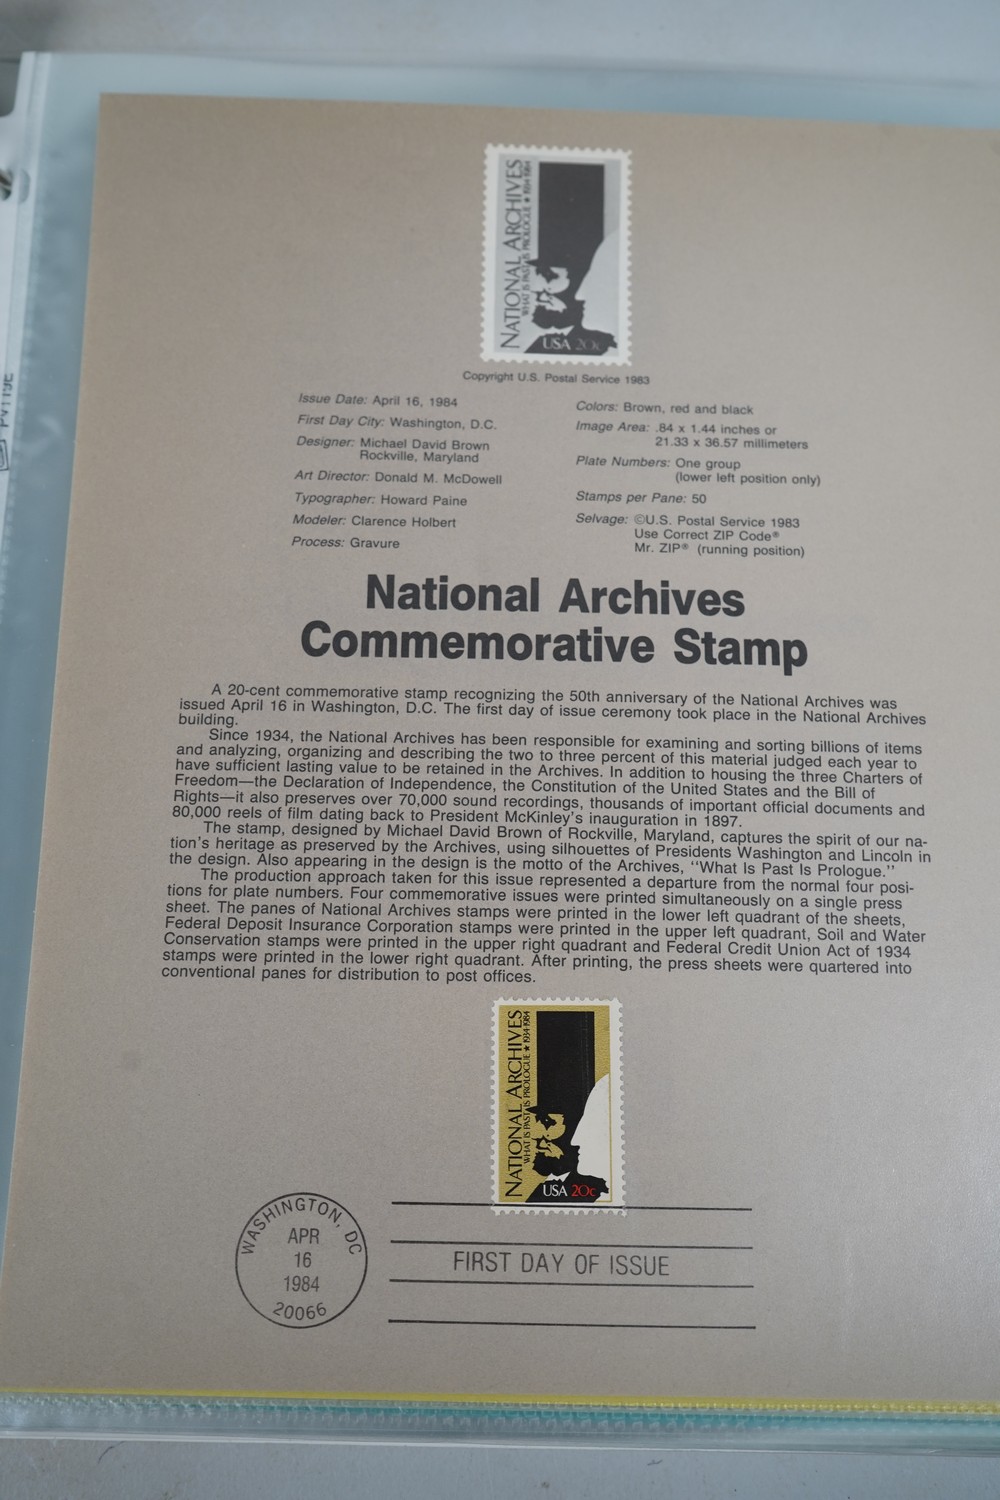 NATIONAL ARCHIVES
WHAT IS PAST IS PROLOGUE ★ 1934-1984
USA 20c
Copyright U.S. Postal Service 1983
Issue Date: April 16, 1984
First Day City: Washington, D.C.
Designer: Michael David Brown
Rockville, Maryland
Art Director: Donald M. McDowell
Typographer: Howard Paine
Modeler: Clarence Holbert
Process: Gravure
Colors: Brown, red and black
Image Area: .84 x 1.44 inches or
21.33 x 36.57 millimeters
Plate Numbers: One group
(lower left position only)
Stamps per Pane: 50
Selvage: ©U.S. Postal Service 1983
Use Correct ZIP Code®
Mr. ZIP® (running position)
National Archives
Commemorative Stamp
A 20-cent commemorative stamp recognizing the 50th anniversary of the National Archives was
issued April 16 in Washington, D.C. The first day of issue ceremony took place in the National Archives
building.
Since 1934, the National Archives has been responsible for examining and sorting billions of items
and analyzing, organizing and describing the two to three percent of this material judged each year to
have sufficient lasting value to be retained in the Archives. In addition to housing the three Charters of
Freedom—the Declaration of Independence, the Constitution of the United States and the Bill of
Rights—it also preserves over 70,000 sound recordings, thousands of important official documents and
80,000 reels of film dating back to President McKinley's inauguration in 1897.
The stamp, designed by Michael David Brown of Rockville, Maryland, captures the spirit of our na-
tion's heritage as preserved by the Archives, using silhouettes of Presidents Washington and Lincoln in
the design. Also appearing in the design is the motto of the Archives, "What Is Past Is Prologue."
The production approach taken for this issue represented a departure from the normal four posi-
tions for plate numbers. Four commemorative issues were printed simultaneously on a single press
sheet. The panes of National Archives stamps were printed in the lower left quadrant of the sheets,
Federal Deposit Insurance Corporation stamps were printed in the upper left quadrant, Soil and Water
Conservation stamps were printed in the upper right quadrant and Federal Credit Union Act of 1934
stamps were printed in the lower right quadrant. After printing, the press sheets were quartered into
conventional panes for distribution to post offices.
NATIONAL ARCHIVES
WHAT IS PAST IS PROLOGUE ★ 1934-1984
USA 20c
WASHINGTON, DC
APR
16
1984
20066
FIRST DAY OF ISSUE